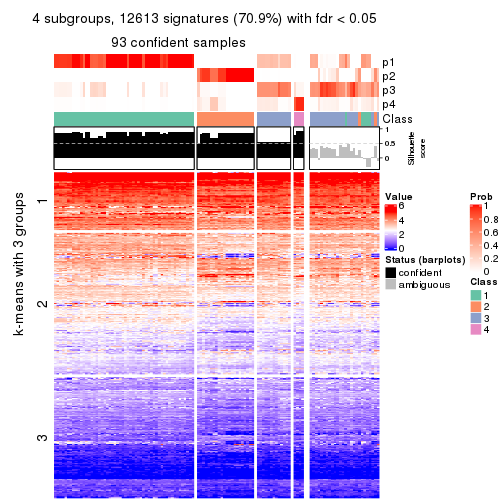 4 subgroups, 12613 signatures (70.9%) with fdr < 0.05
93 confident samples
p1
p2
p3
p4
Class
1
0.5
0
Silhouette
score
k-means with 3 groups
1
2
3
Value
6
4
2
0
Status (barplots)
confident
ambiguous
Prob
1
0.8
0.6
0.4
0.2
0
Class
1
2
3
4